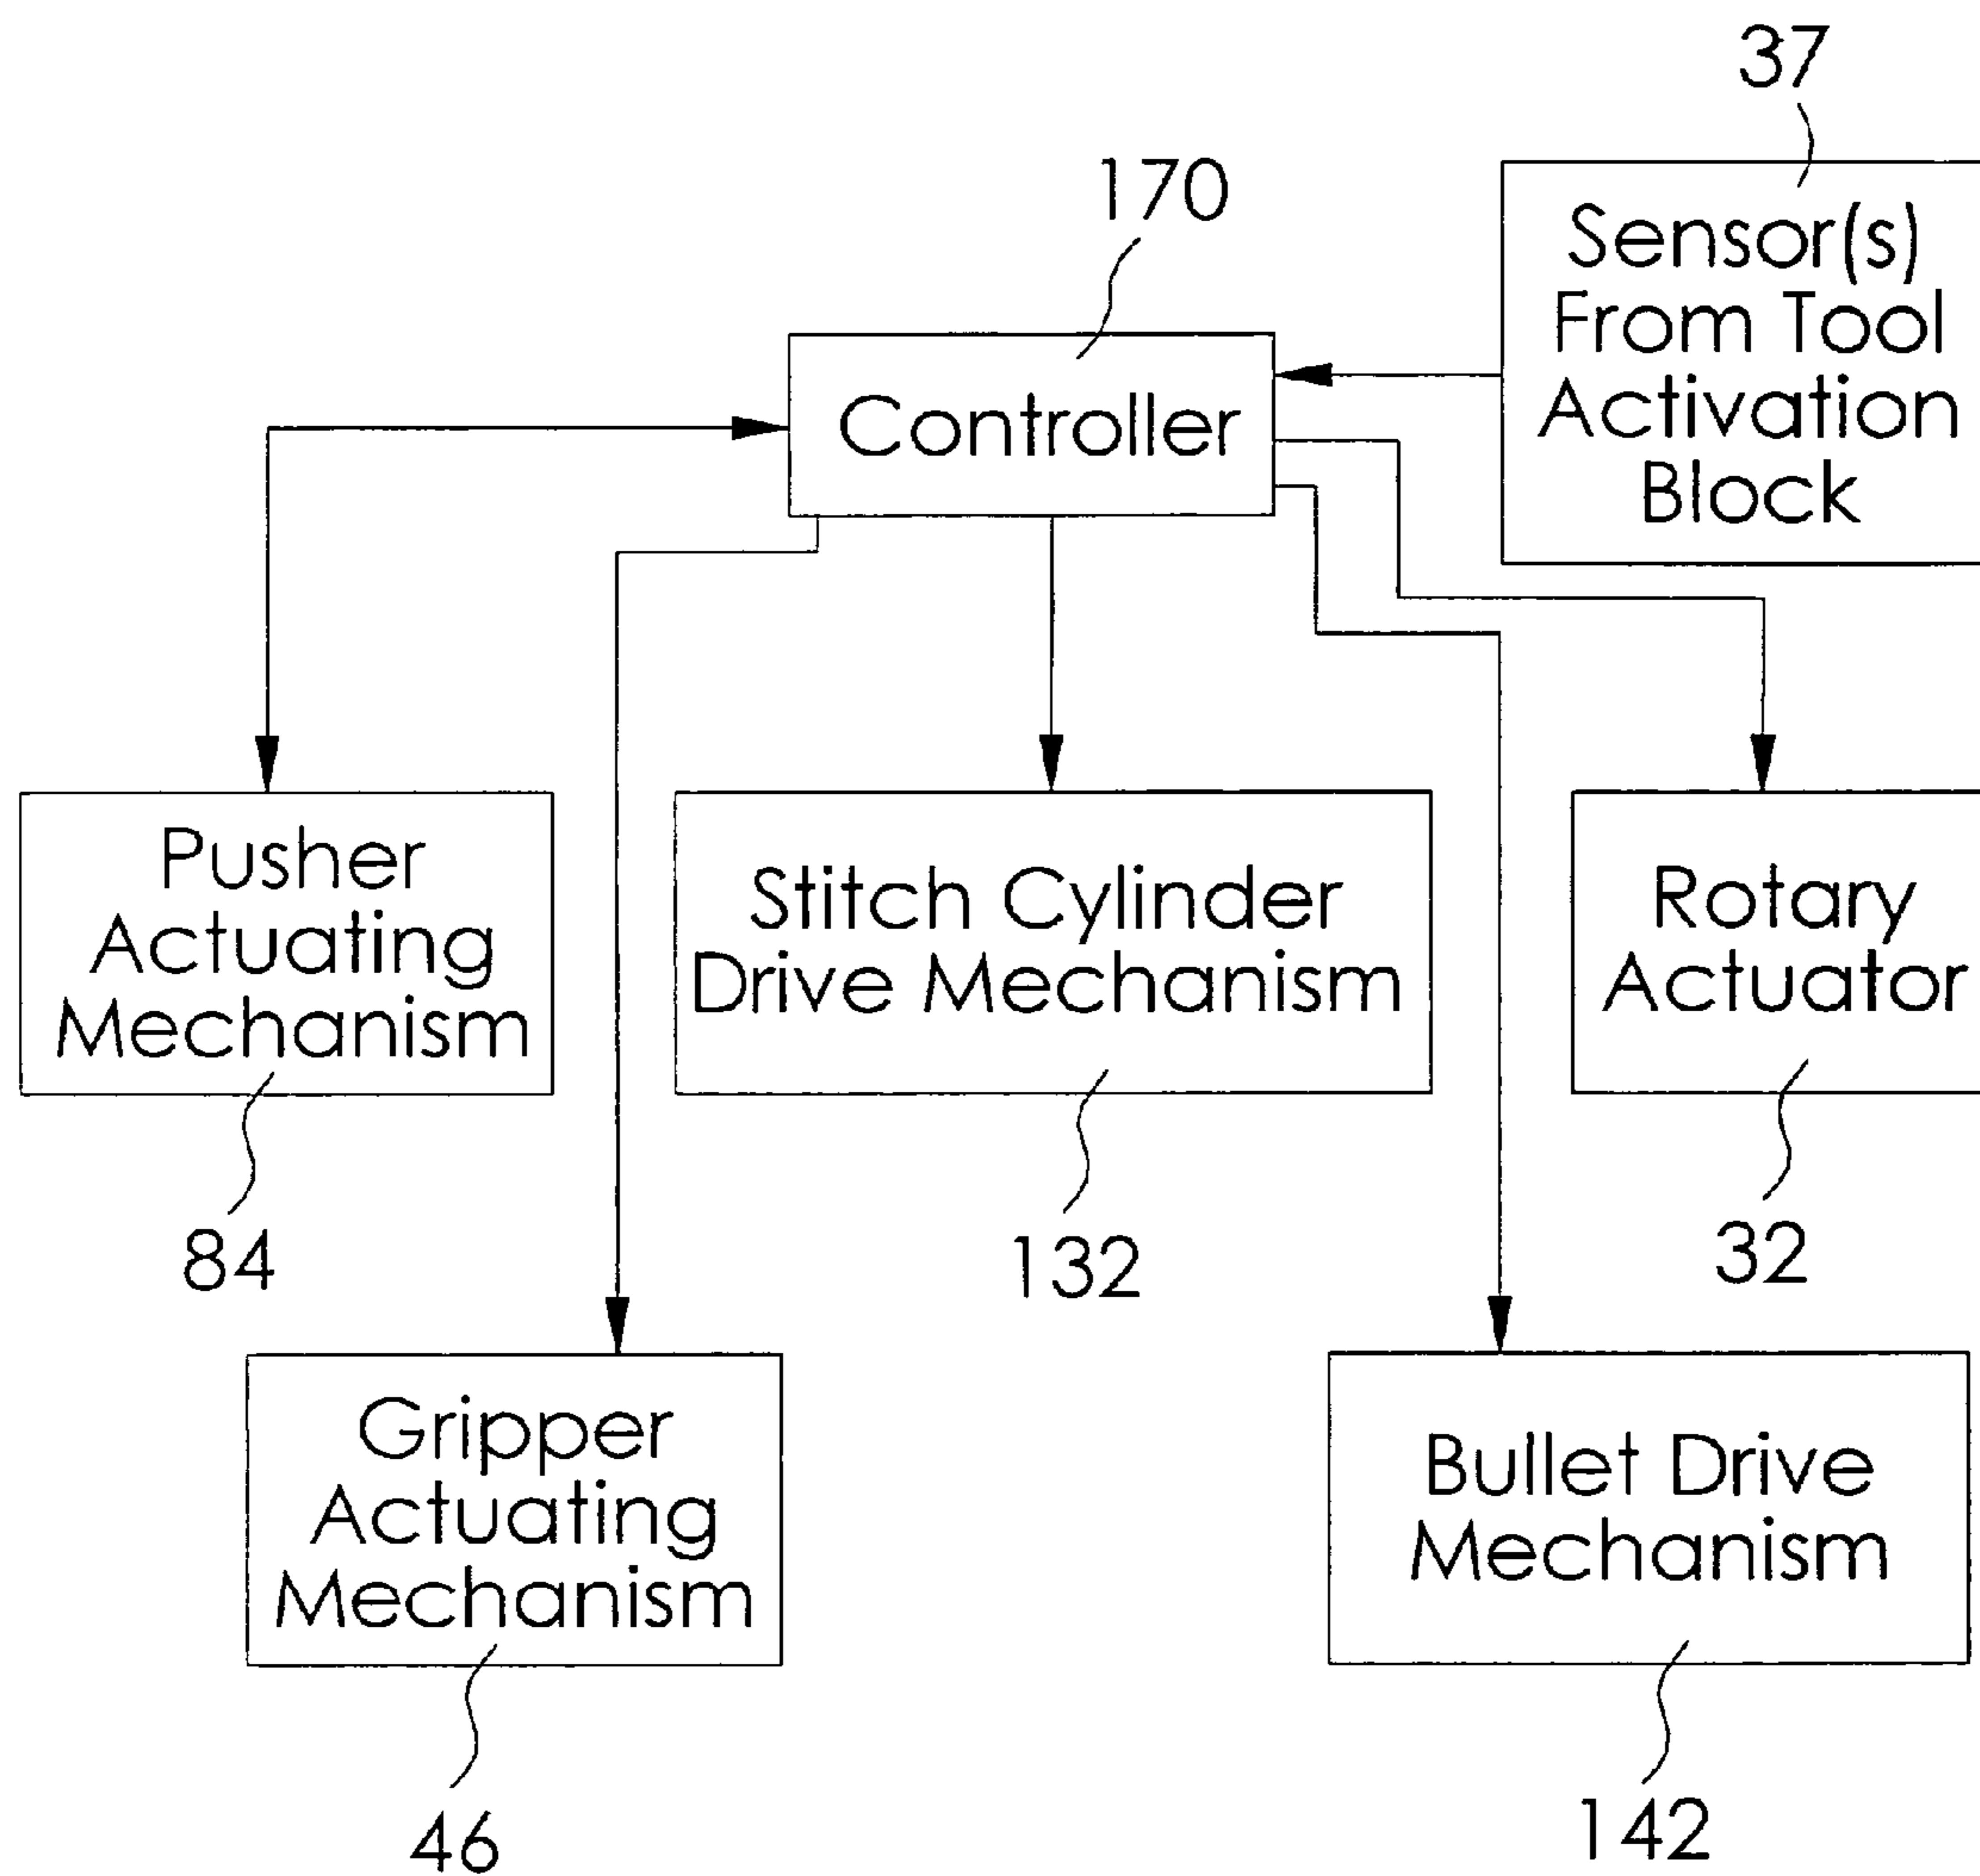 37
170
Sensor(s)
From Tool
Activation
Block
Controller
Pusher
Actuating
Mechanism
Stitch Cylinder
Drive Mechanism
Rotary
Actuator
84
132
32
Gripper
Actuating
Mechanism
Bullet Drive
Mechanism
46
142